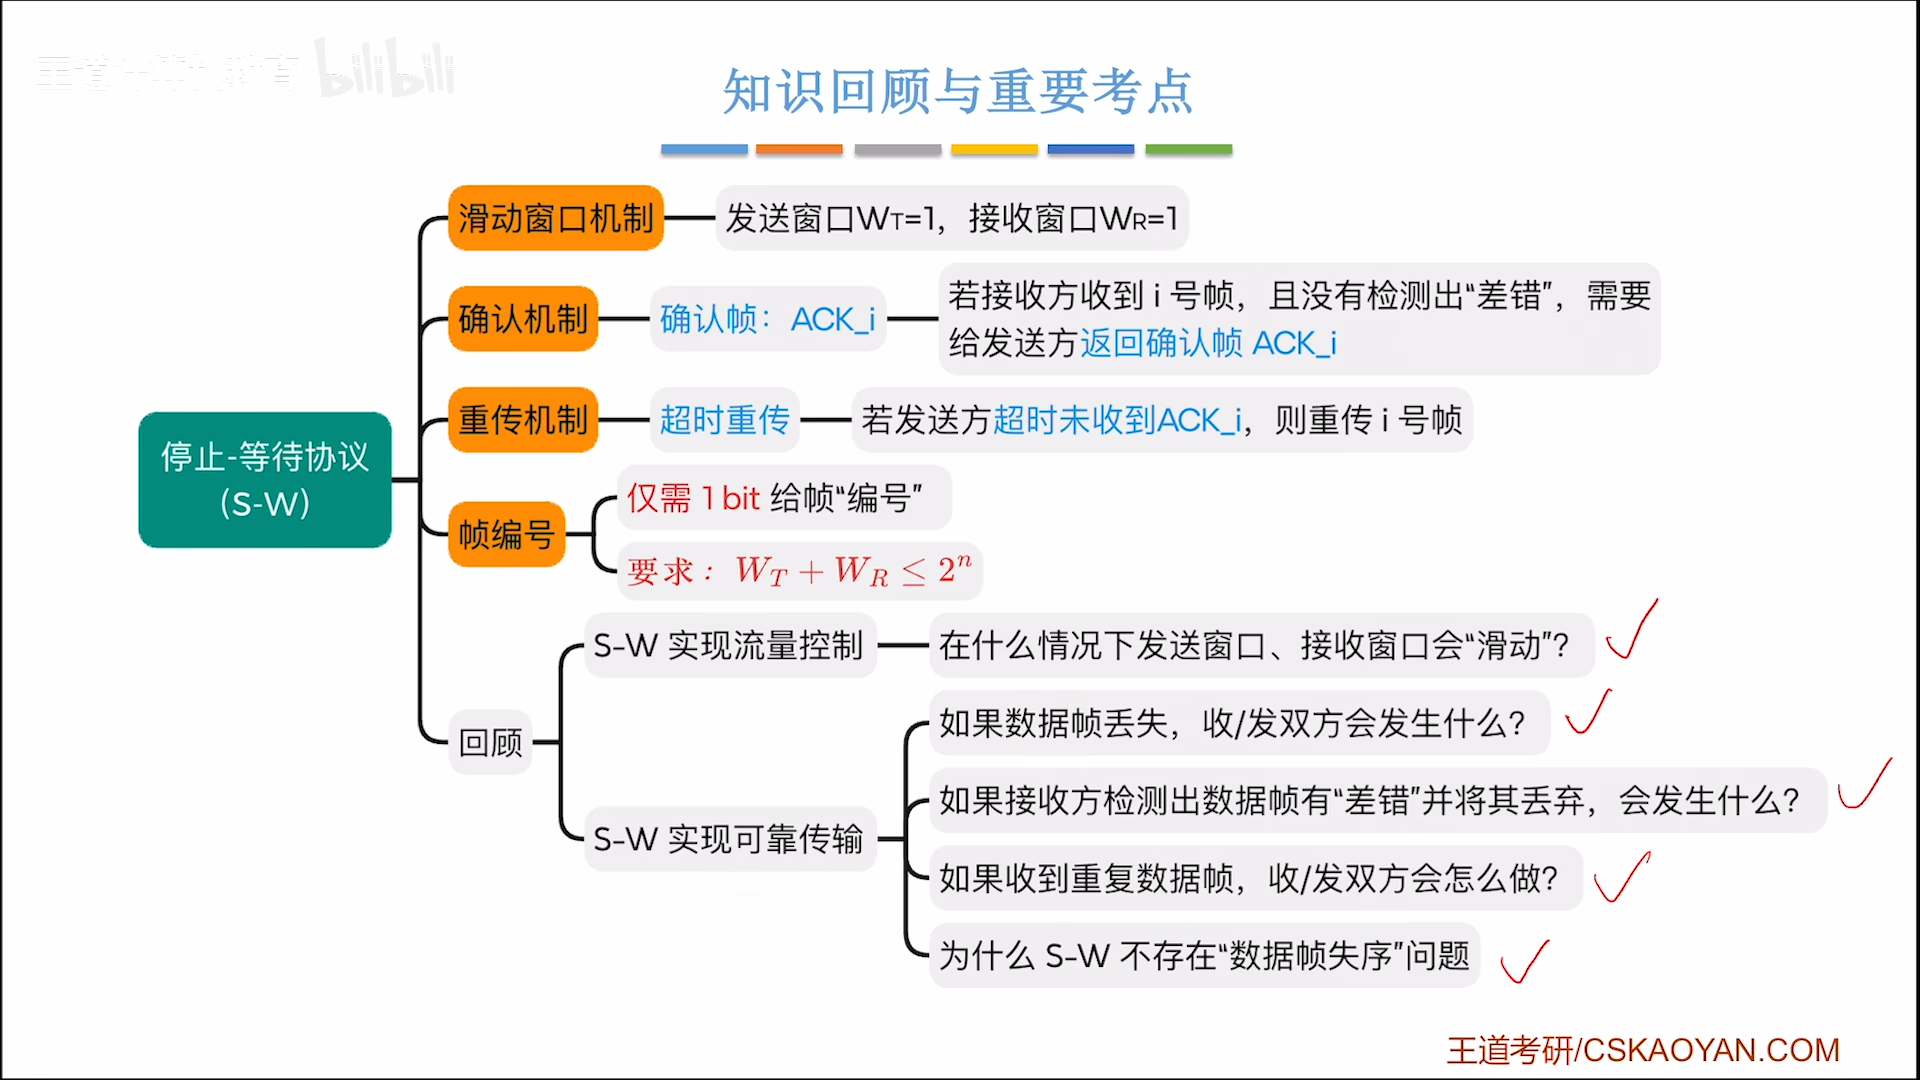 bilibili
知识回顾与重要考点
滑动窗口机制
发送窗口WT=1，接收窗口WR=1
确认机制
确认帧：ACK_i
若接收方收到 i 号帧，且没有检测出“差错”，需要
给发送方返回确认帧 ACK_i
重传机制
超时重传
若发送方超时未收到ACK_i，则重传 i 号帧
停止-等待协议
(S-W)
帧编号
仅需 1 bit 给帧“编号”
要求：W_T + W_R ≤ 2^n
回顾
S-W 实现流量控制
在什么情况下发送窗口、接收窗口会“滑动”？
S-W 实现可靠传输
如果数据帧丢失，收/发双方会发生什么？
如果接收方检测出数据帧有“差错”并将其丢弃，会发生什么？
如果收到重复数据帧，收/发双方会怎么做？
为什么 S-W 不存在“数据帧失序”问题
王道考研/CSKAOYAN.COM